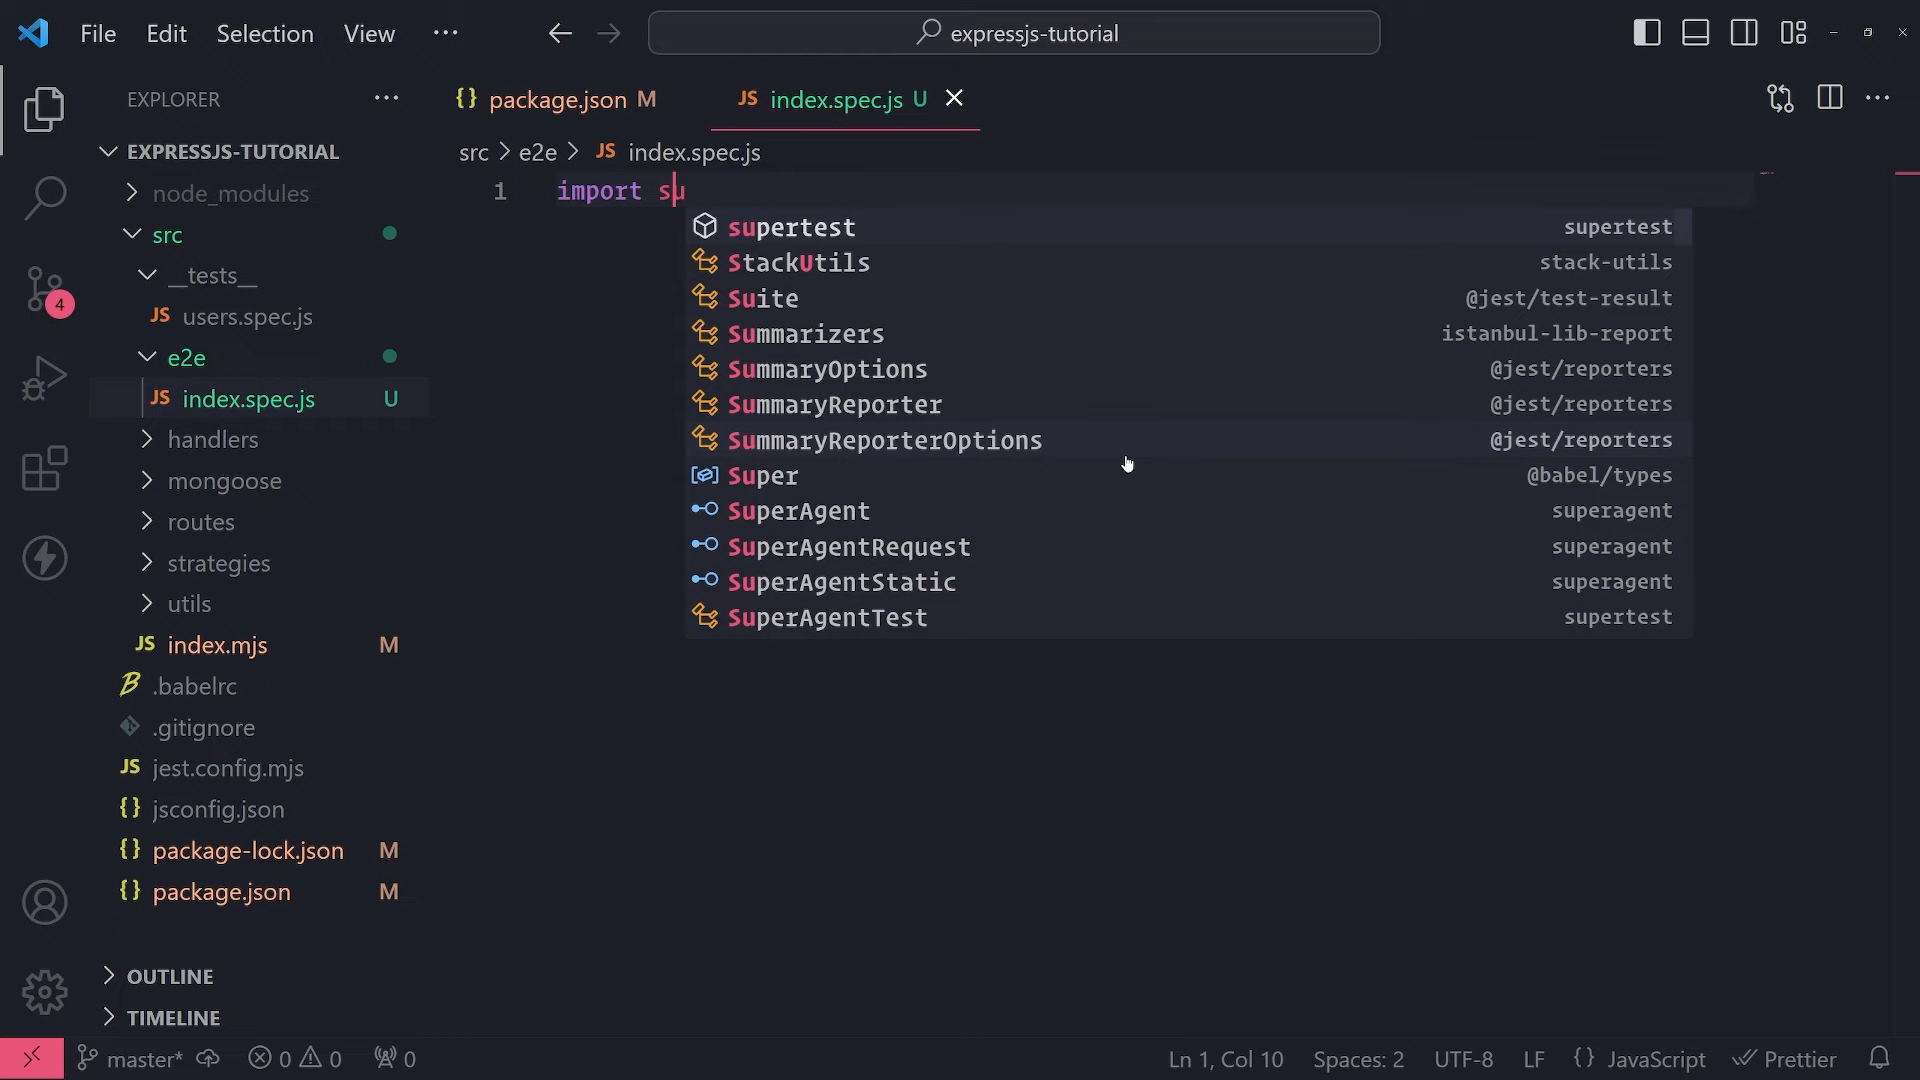 File Edit Selection View ··· expressjs-tutorial
EXPLORER ···
{} package.json M JS index.spec.js U
EXPRESSJS-TUTORIAL
src > e2e > JS index.spec.js
node_modules
1 import su
src
supertest supertest
StackUtils stack-utils
__tests__
Suite @jest/test-result
JS users.spec.js
Summarizers istanbul-lib-report
4
e2e
SummaryOptions @jest/reporters
JS index.spec.js U
SummaryReporter @jest/reporters
handlers
SummaryReporterOptions @jest/reporters
mongoose
Super @babel/types
routes
SuperAgent superagent
SuperAgentRequest superagent
strategies
SuperAgentStatic superagent
utils
SuperAgentTest supertest
JS index.mjs M
.babelrc
.gitignore
JS jest.config.mjs
{} jsconfig.json
{} package-lock.json M
{} package.json M
OUTLINE
TIMELINE
master* 0 0 0 Ln 1, Col 10 Spaces: 2 UTF-8 LF {} JavaScript Prettier